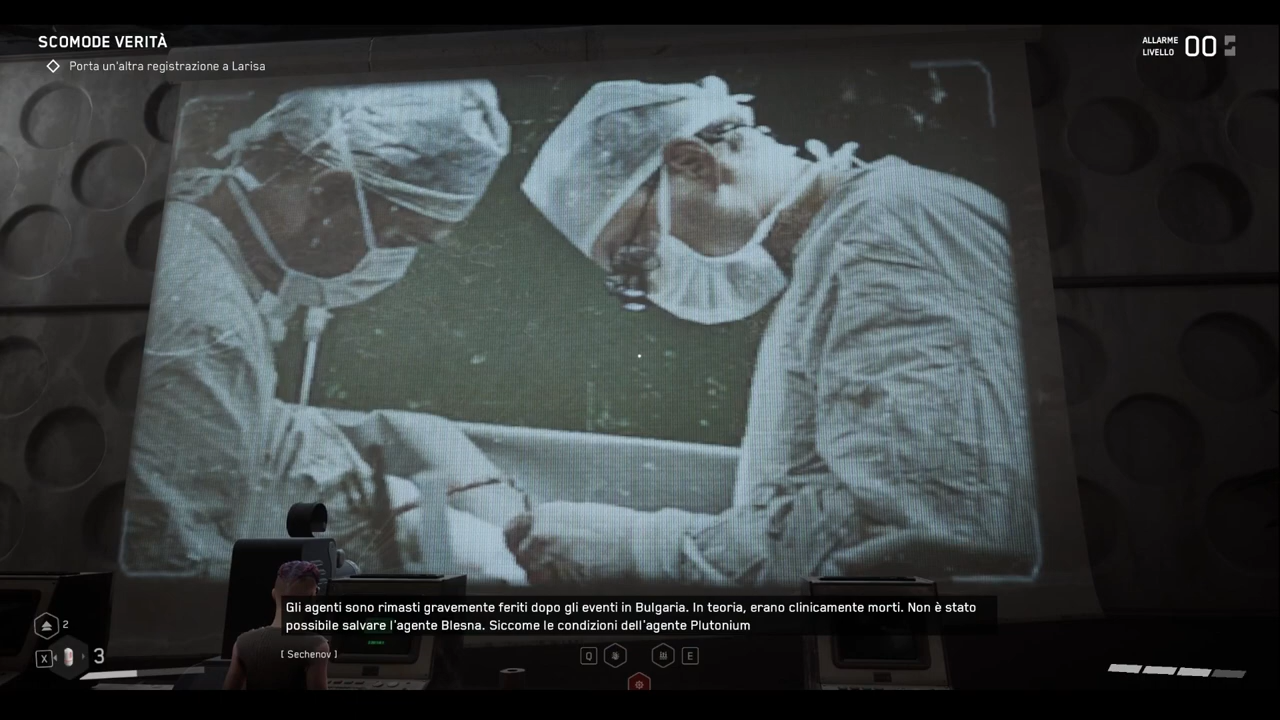 SCOMODE VERITÀ
Porta un'altra registrazione a Larisa
ALLARME
LIVELLO 00
Gli agenti sono rimasti gravemente feriti dopo gli eventi in Bulgaria. In teoria, erano clinicamente morti. Non è stato
possibile salvare l'agente Blesna. Siccome le condizioni dell'agente Plutonium
[ Sechenov ]
2
X 3
Q E